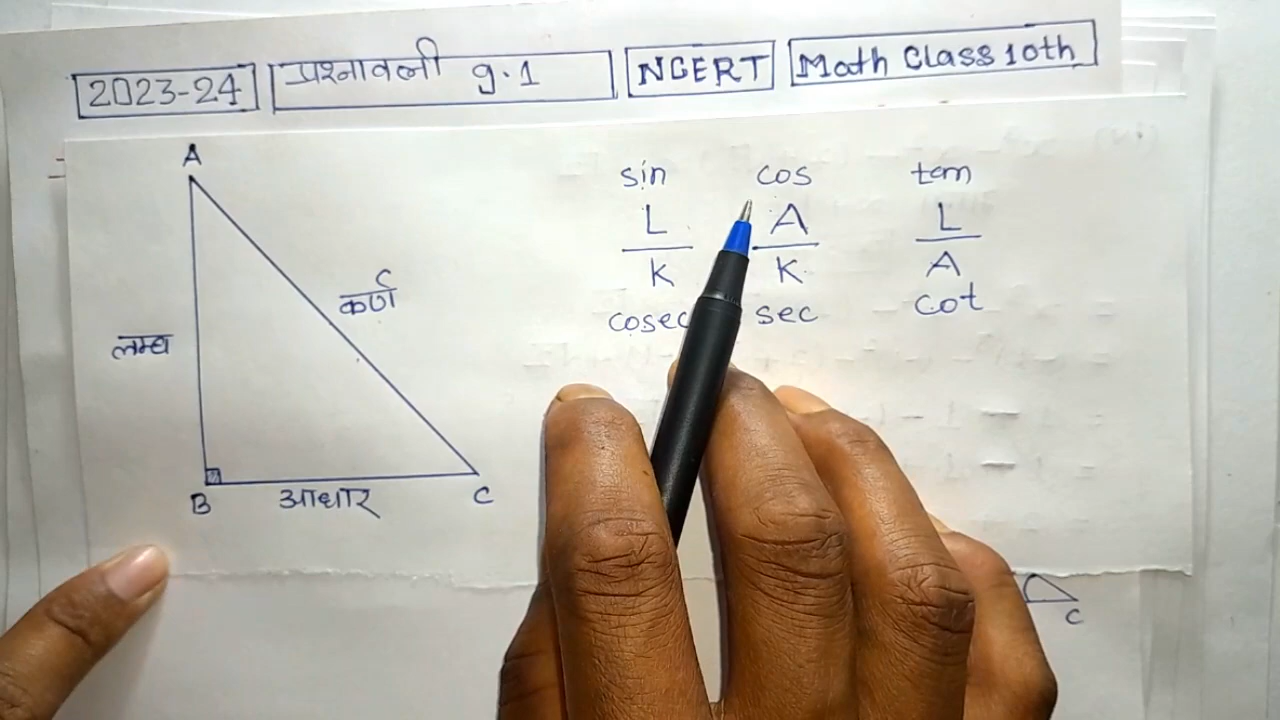 2023-24 प्रश्नावली 9.1 NCERT Math Class 10th
A
sin cos tan
L A L
K K A
cosec sec cot
कर्ण
लम्ब
B आधार C
C